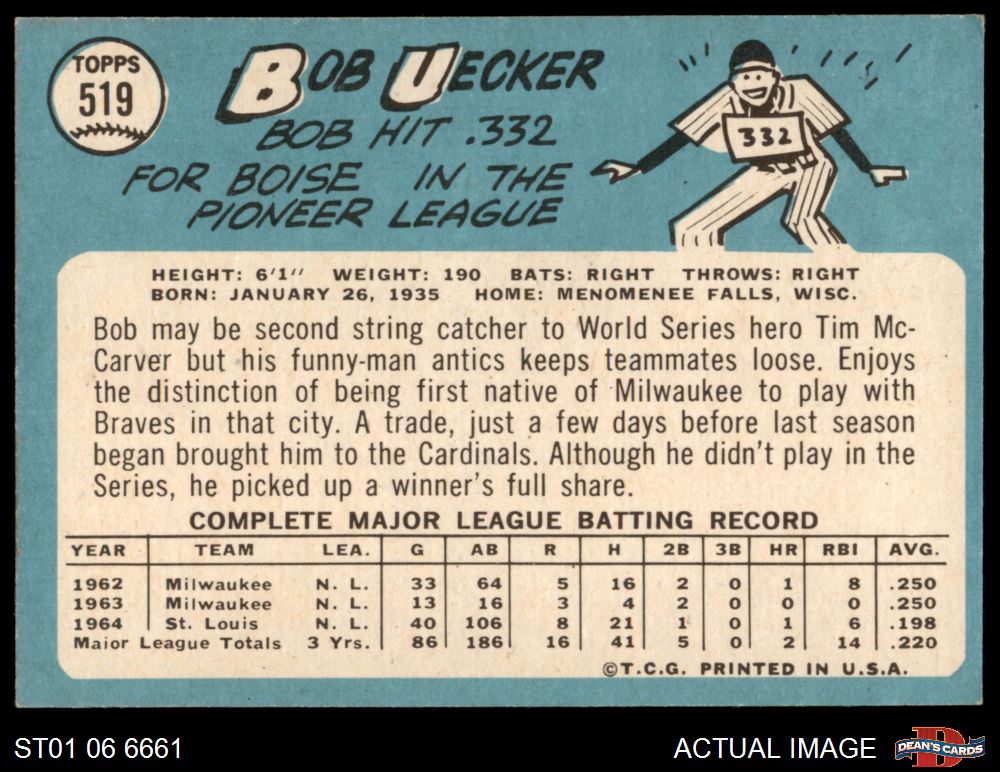 TOPPS
519
BOB UECKER
BOB HIT .332
FOR BOISE IN THE
PIONEER LEAGUE
332
HEIGHT: 6'1" WEIGHT: 190 BATS: RIGHT THROWS: RIGHT
BORN: JANUARY 26, 1935 HOME: MENOMENEE FALLS, WISC.
Bob may be second string catcher to World Series hero Tim Mc-
Carver but his funny-man antics keeps teammates loose. Enjoys
the distinction of being first native of Milwaukee to play with
Braves in that city. A trade, just a few days before last season
began brought him to the Cardinals. Although he didn't play in the
Series, he picked up a winner's full share.
COMPLETE MAJOR LEAGUE BATTING RECORD
YEAR TEAM LEA. G AB R H 2B 3B HR RBI AVG.
1962 Milwaukee N. L. 33 64 5 16 2 0 1 8 .250
1963 Milwaukee N. L. 13 16 3 4 2 0 0 0 .250
1964 St. Louis N. L. 40 106 8 21 1 0 1 6 .198
Major League Totals 3 Yrs. 86 186 16 41 5 0 2 14 .220
©T.C.G. PRINTED IN U.S.A.
ST01 06 6661
ACTUAL IMAGE
D
DEAN'S CARDS